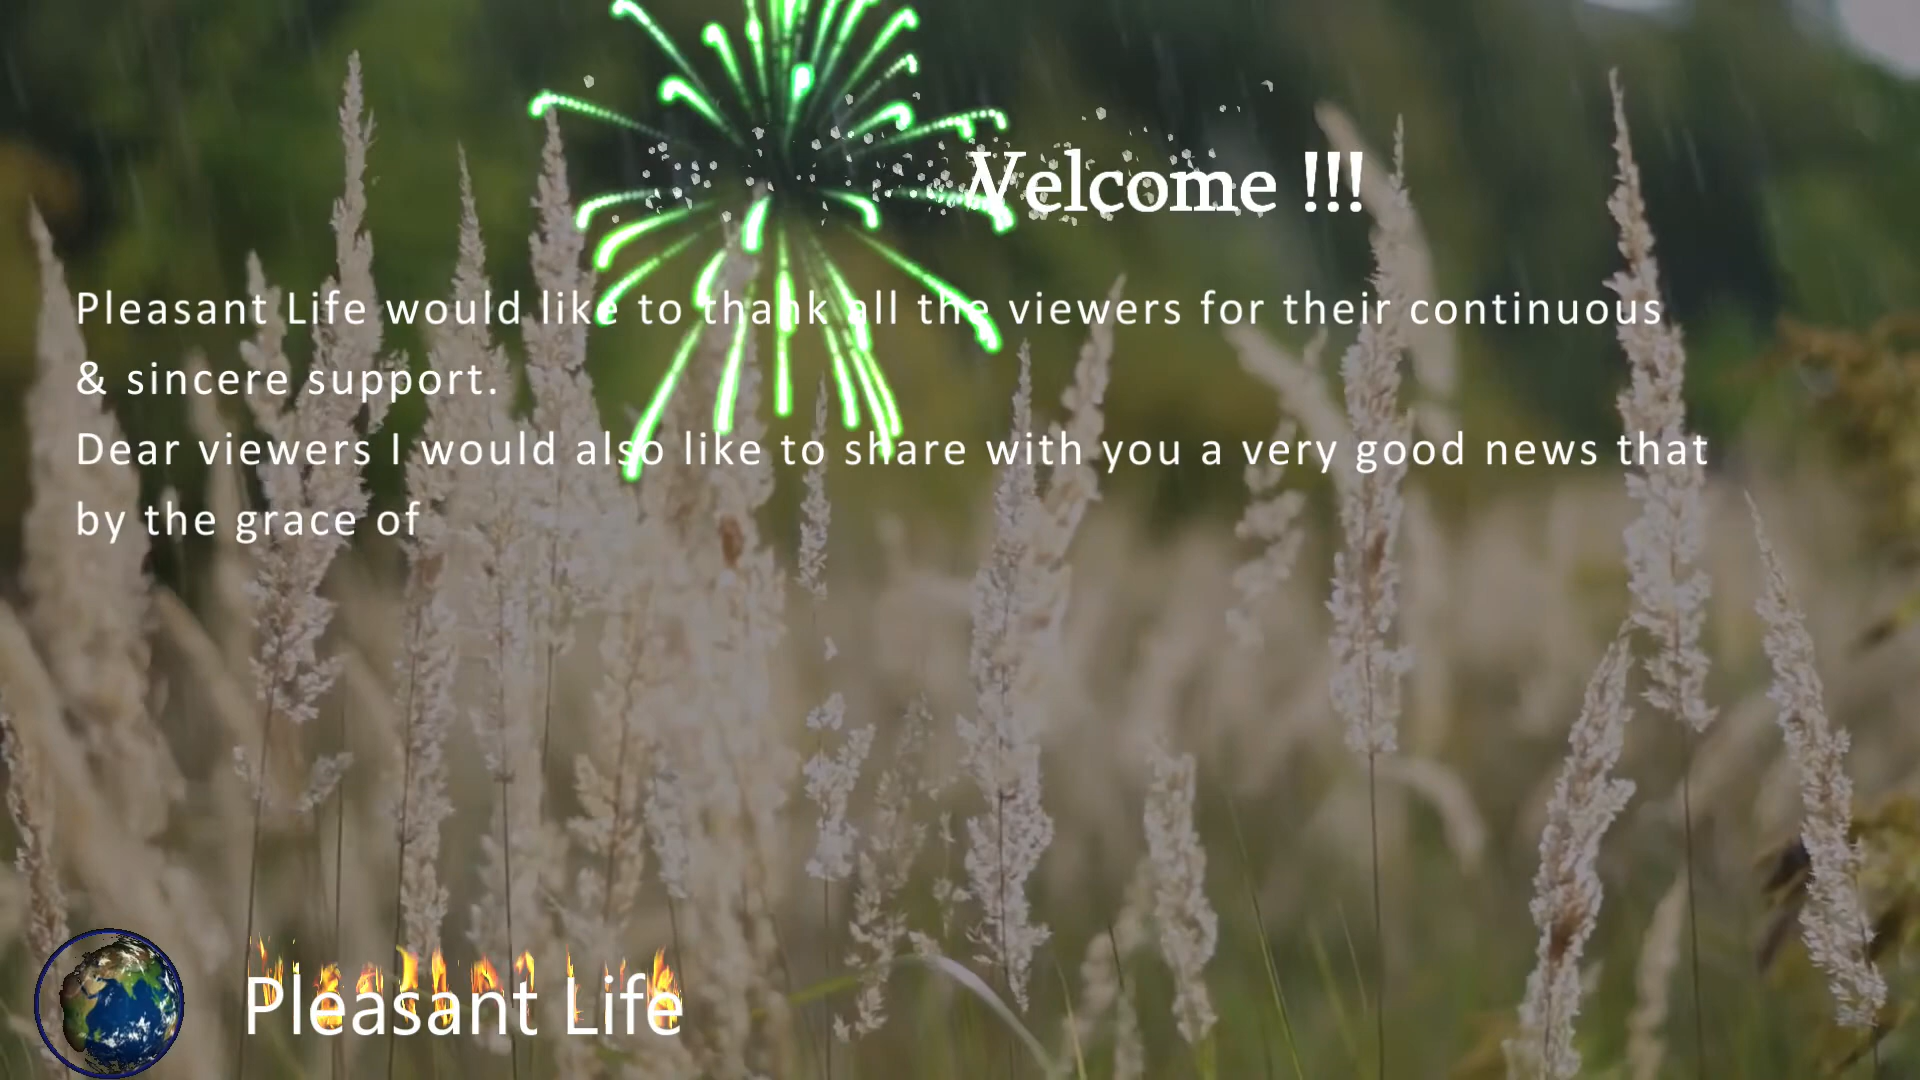 Welcome !!!
Pleasant Life would like to thank all the viewers for their continuous
& sincere support.
Dear viewers I would also like to share with you a very good news that
by the grace of
Pleasant Life